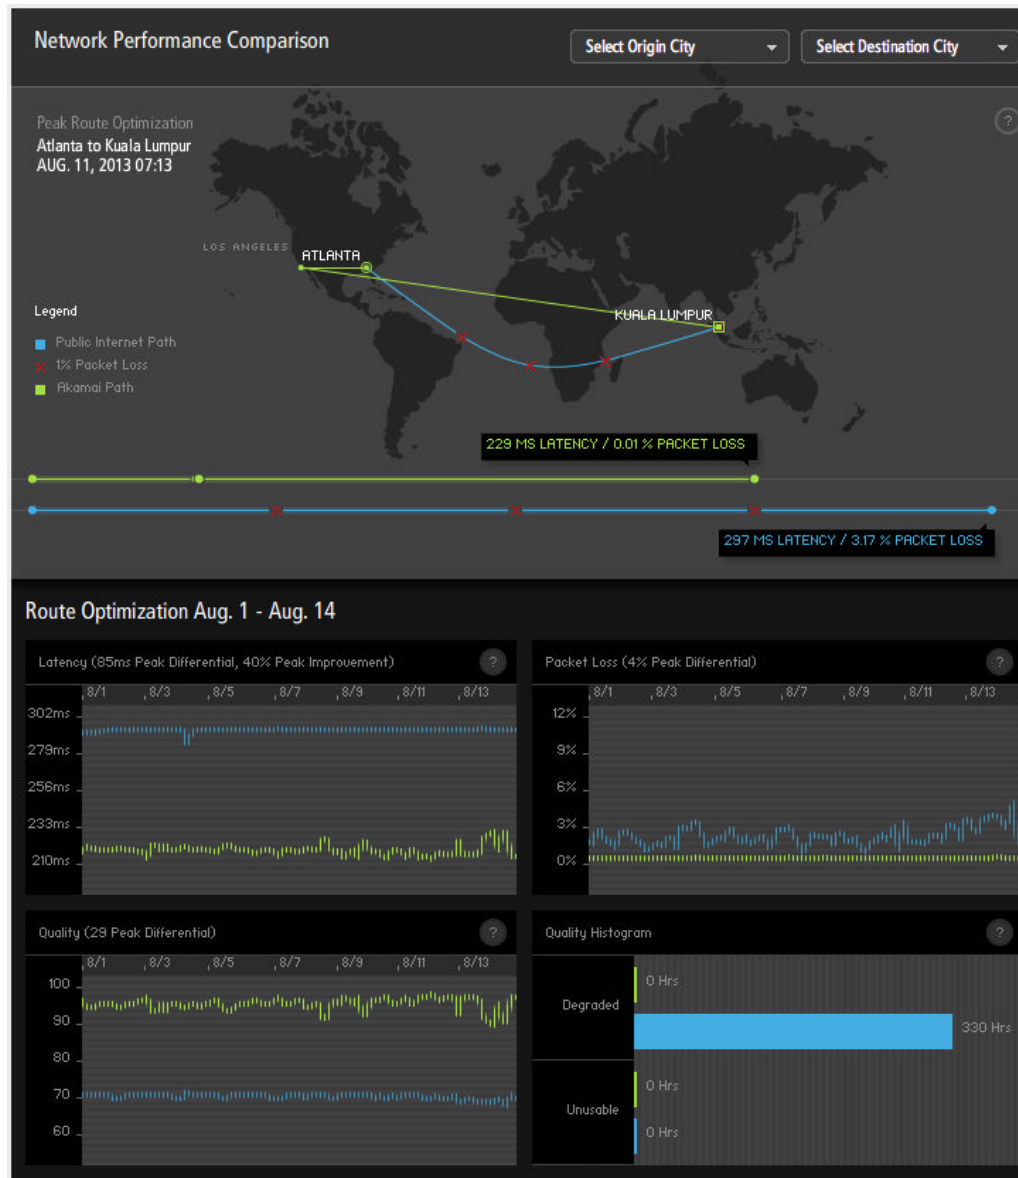 Network Performance Comparison
Select Origin City
Select Destination City
Peak Route Optimization
Atlanta to Kuala Lumpur
AUG. 11, 2013 07:13
?
LOS ANGELES
ATLANTA
KUALA LUMPUR
Legend
Public Internet Path
1% Packet Loss
Akamai Path
229 MS LATENCY / 0.01 % PACKET LOSS
297 MS LATENCY / 3.17 % PACKET LOSS
Route Optimization Aug. 1 - Aug. 14
Latency (85ms Peak Differential, 40% Peak Improvement)
?
8/1 8/3 8/5 8/7 8/9 8/11 8/13
302ms
279ms
256ms
233ms
210ms
Packet Loss (4% Peak Differential)
?
8/1 8/3 8/5 8/7 8/9 8/11 8/13
12%
9%
6%
3%
0%
Quality (29 Peak Differential)
?
8/1 8/3 8/5 8/7 8/9 8/11 8/13
100
90
80
70
60
Quality Histogram
?
Degraded
0 Hrs
330 Hrs
Unusable
0 Hrs
0 Hrs